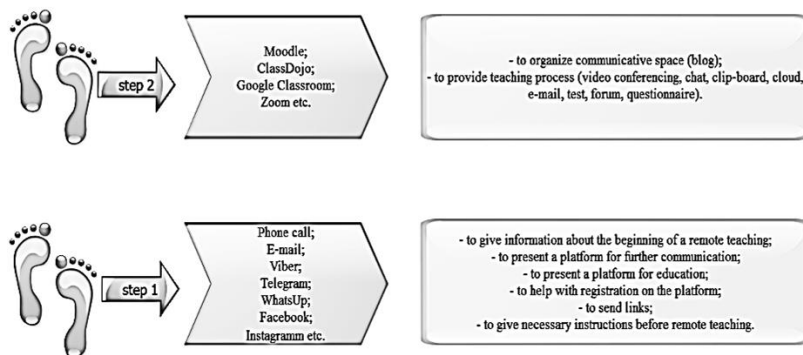 step 2
Moodle;
ClassDojo;
Google Classroom;
Zoom etc.
- to organize communicative space (blog);
- to provide teaching process (video conferencing, chat, clip-board, cloud,
e-mail, test, forum, questionnaire).
step 1
Phone call;
E-mail;
Viber;
Telegram;
WhatsUp;
Facebook;
Instagramm etc.
- to give information about the beginning of a remote teaching;
- to present a platform for further communication;
- to present a platform for education;
- to help with registration on the platform;
- to send links;
- to give necessary instructions before remote teaching.